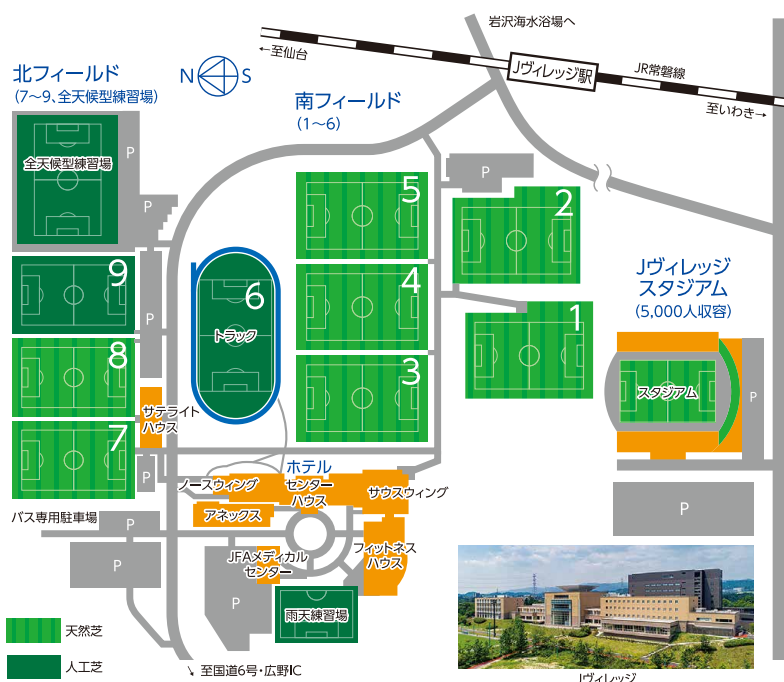 岩沢海水浴場へ
←至仙台
Jヴィレッジ駅
JR常磐線
至いわき→
北フィールド
(7〜9、全天候型練習場)
N S
南フィールド
(1〜6)
P
全天候型練習場
P
P
5
2
9
6
トラック
4
Jヴィレッジ
スタジアム
(5,000人収容)
P
1
8
3
スタジアム
P
サテライト
ハウス
7
P
ホテル
ノースウィング
センター
ハウス
サウスウィング
アネックス
バス専用駐車場
P
P
JFAメディカル
センター
フィットネス
ハウス
P
P
雨天練習場
天然芝
人工芝
至国道6号・広野IC
Jヴィレッジ